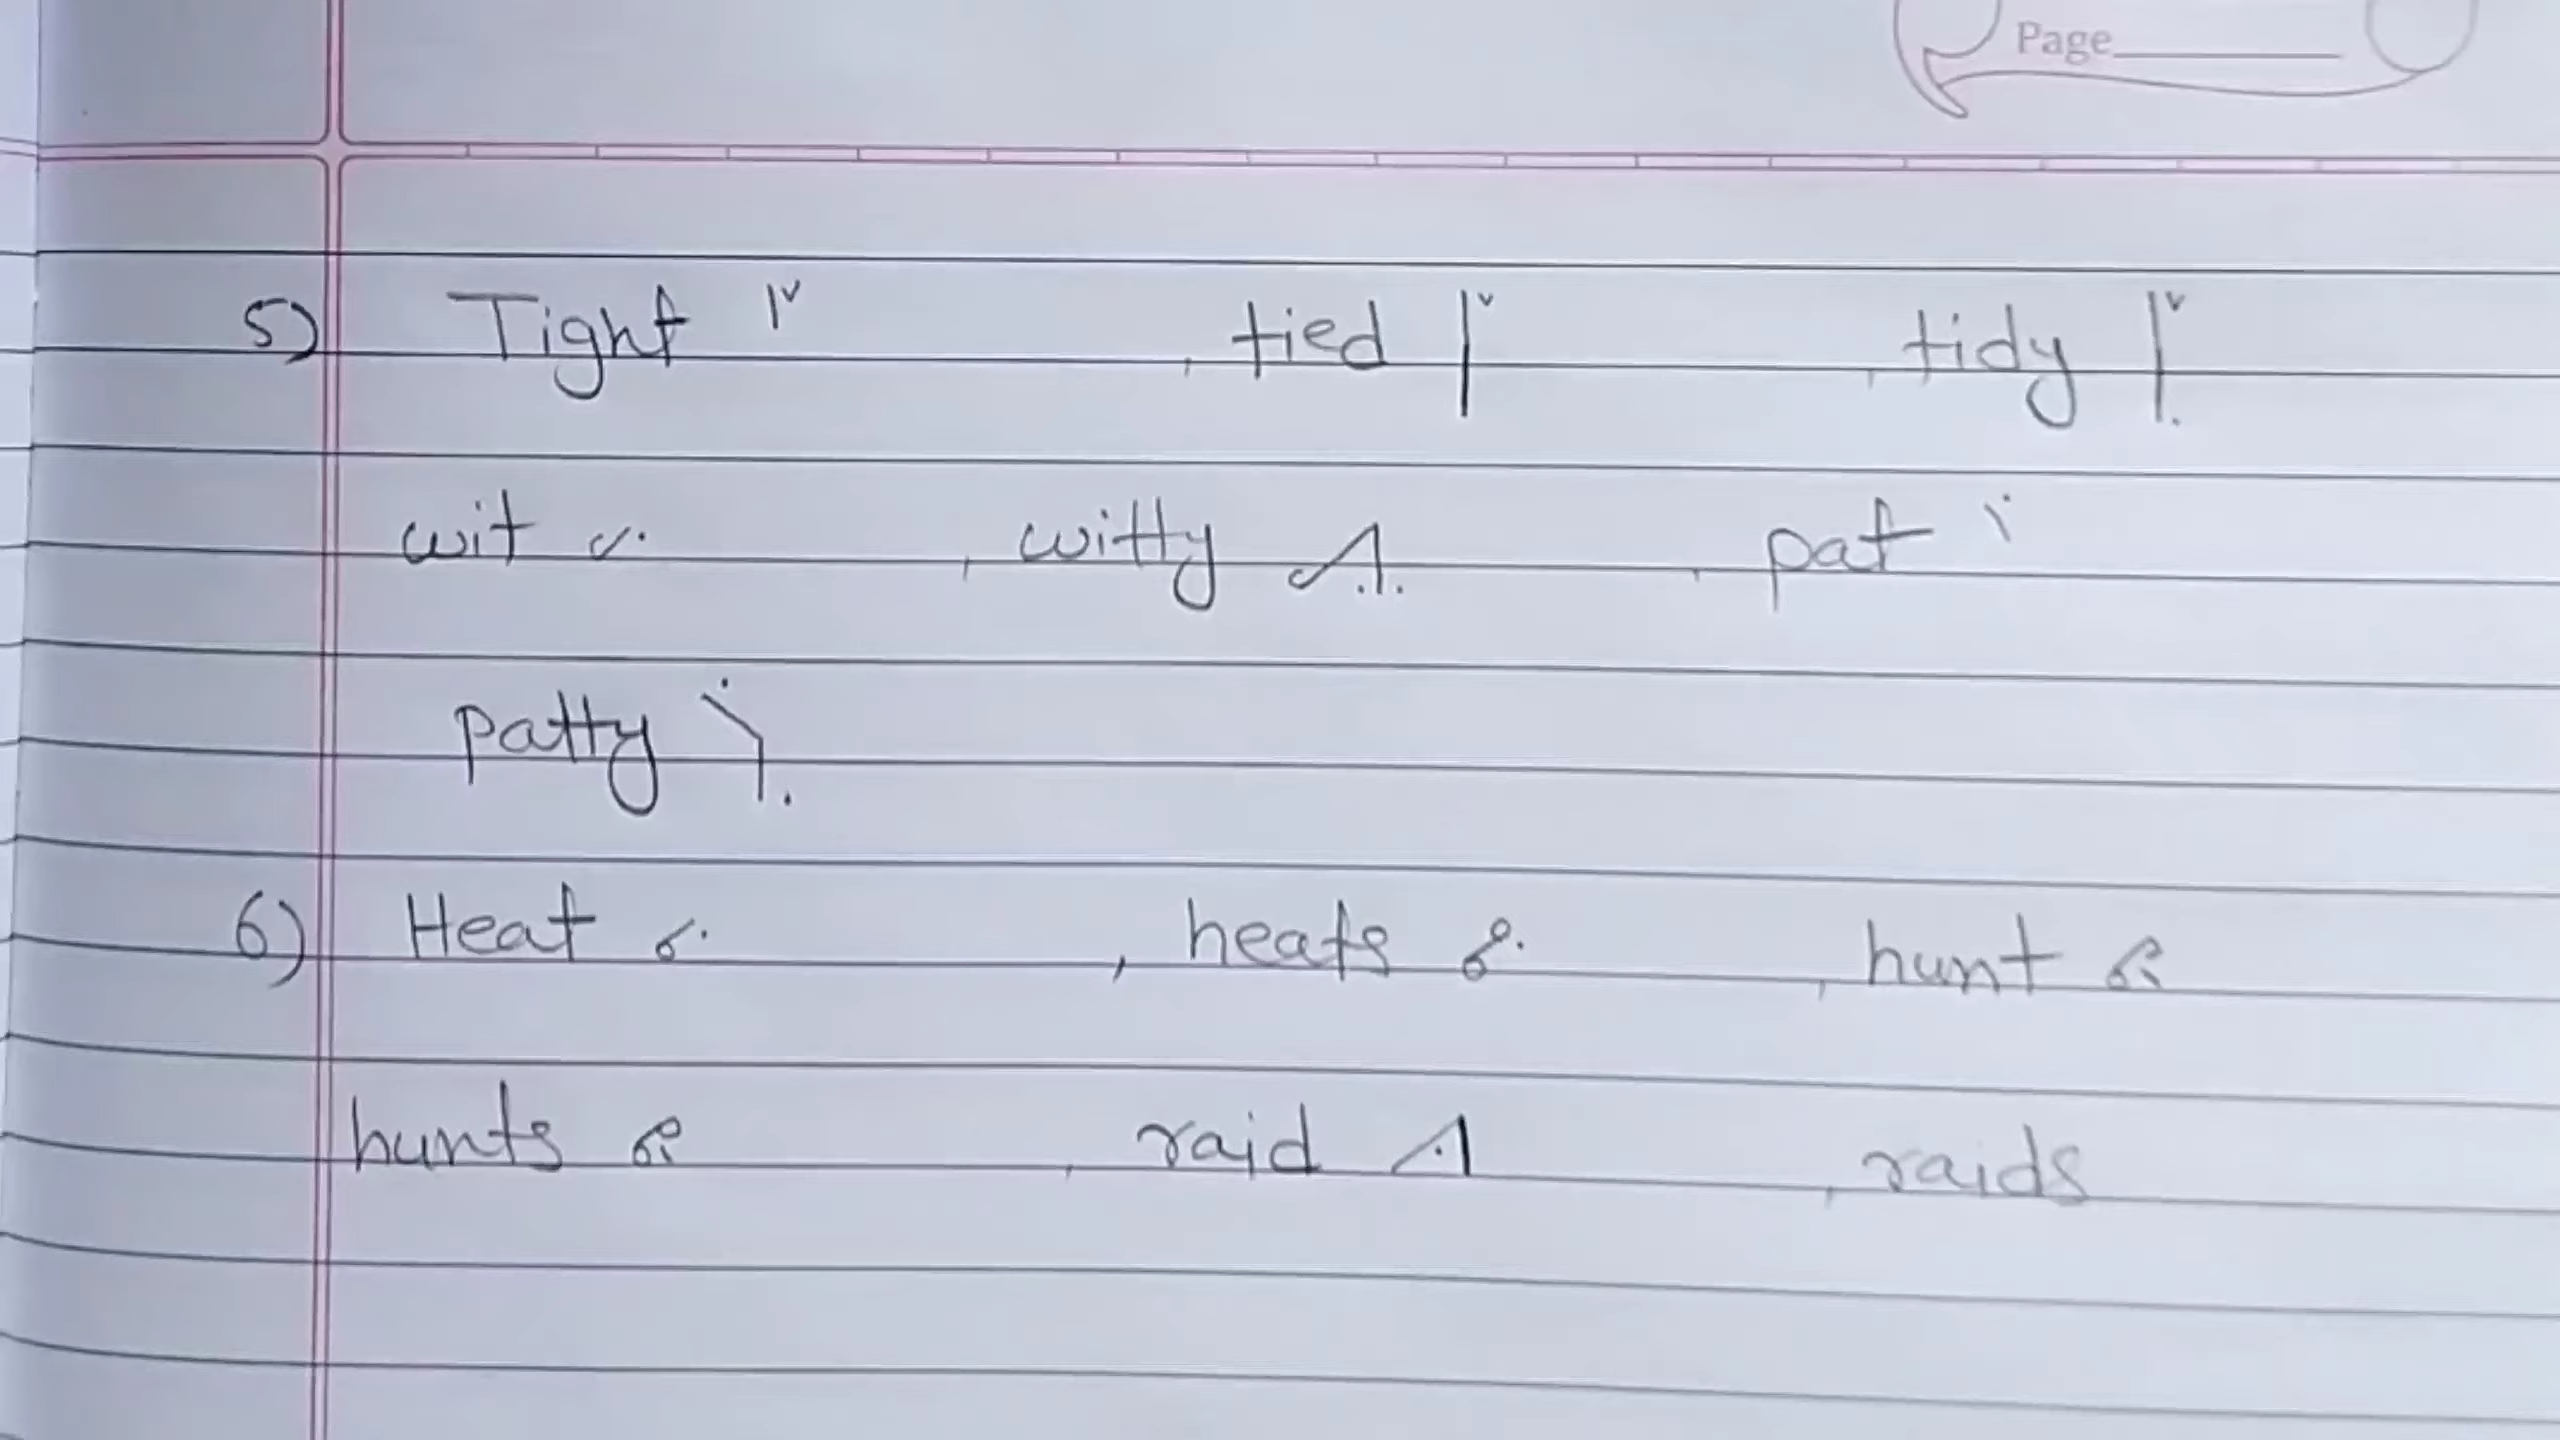 Page
5) Tight , tied , tidy
wit , witty , pat
patty
6) Heat , heats , hunt
hunts , raid , raids